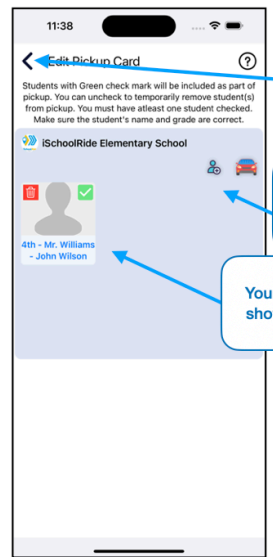 11:38
Edit Pickup Card
Students with Green check mark will be included as part of
pickup. You can uncheck to temporarily remove student(s)
from pickup. You must have atleast one student checked.
Make sure the student's name and grade are correct.
iSchoolRide Elementary School
4th - Mr. Williams
- John Wilson
You
sho